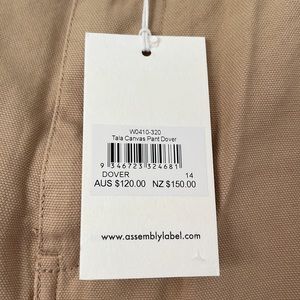 W0410-320
Tala Canvas Pant Dover
9 346723 324681
DOVER 14
AUS $120.00 NZ $150.00
www.assemblylabel.com